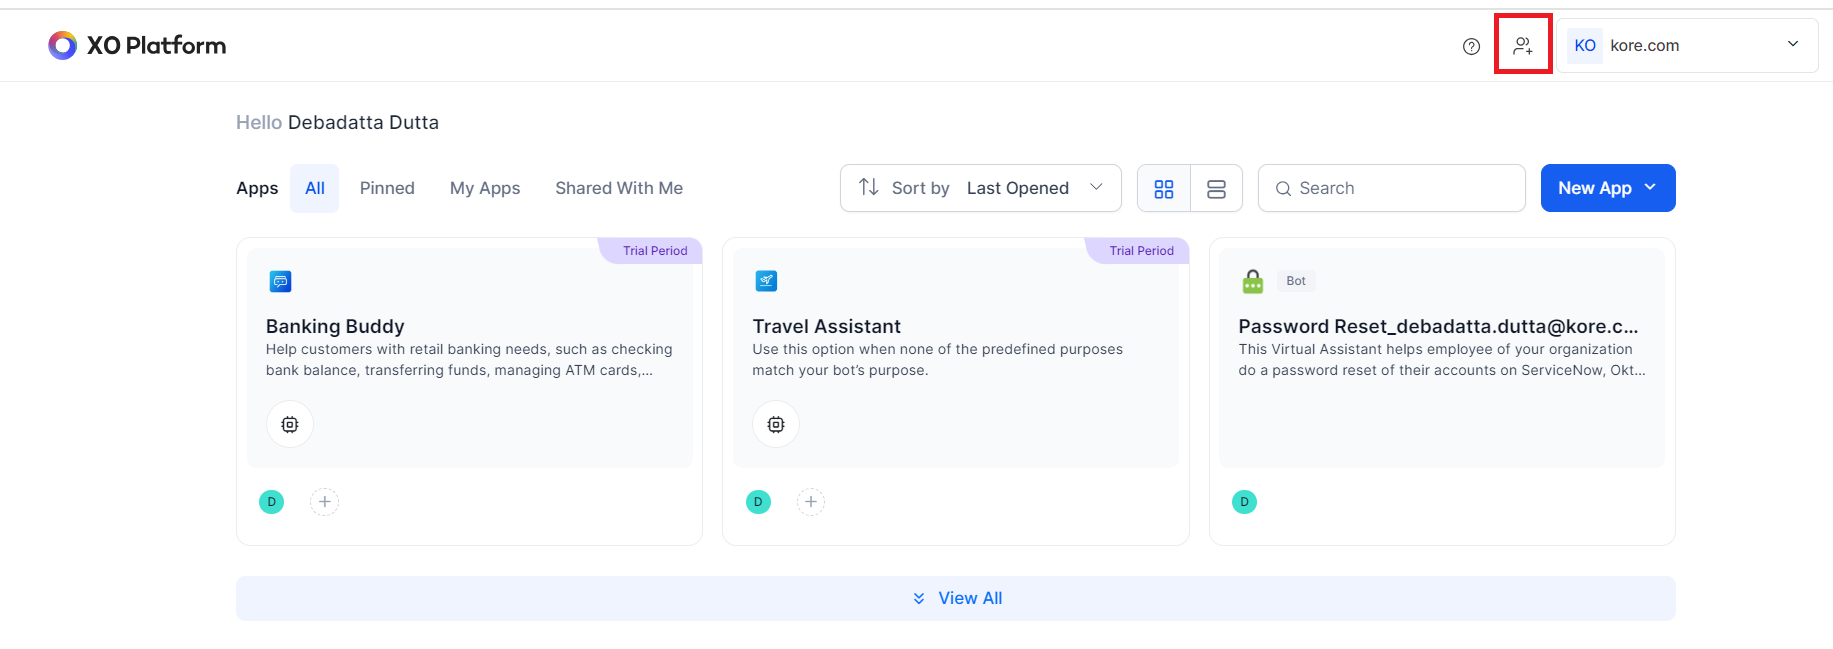 XO Platform
KO kore.com
Hello Debadatta Dutta
Apps All Pinned My Apps Shared With Me Sort by Last Opened Search New App
Trial Period
Banking Buddy
Help customers with retail banking needs, such as checking
bank balance, transferring funds, managing ATM cards,...
D
Trial Period
Travel Assistant
Use this option when none of the predefined purposes
match your bot’s purpose.
D
Bot
Password Reset_debadatta.dutta@kore.c...
This Virtual Assistant helps employee of your organization
do a password reset of their accounts on ServiceNow, Okt...
D
View All